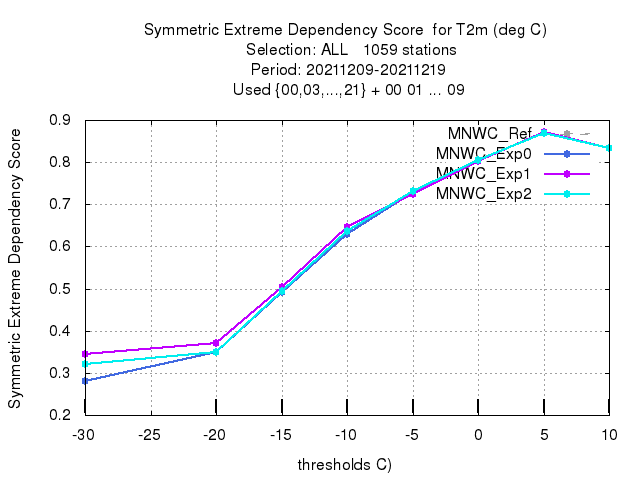 Symmetric Extreme Dependency Score  for T2m (deg C)
Selection: ALL   1059 stations
Period: 20211209-20211219
Used {00,03,...,21} + 00 01 ... 09
Symmetric Extreme Dependency Score
0.9
0.8
0.7
0.6
0.5
0.4
0.3
0.2
MNWC_Ref
MNWC_Exp0
MNWC_Exp1
MNWC_Exp2
-30 -25 -20 -15 -10 -5 0 5 10
thresholds C)